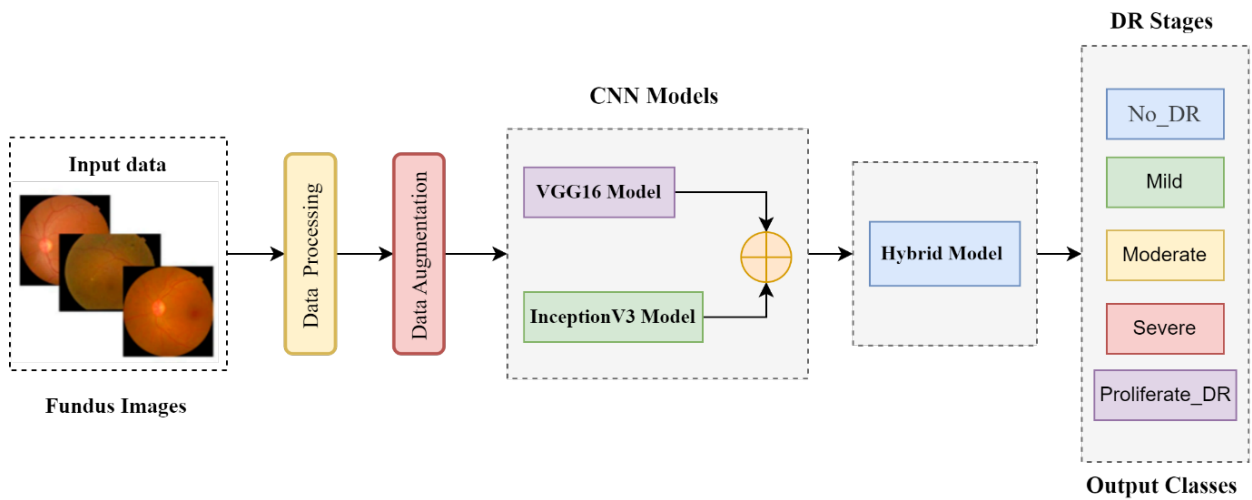 Input data
Fundus Images
Data Processing
Data Augmentation
CNN Models
VGG16 Model
InceptionV3 Model
Hybrid Model
DR Stages
No_DR
Mild
Moderate
Severe
Proliferate_DR
Output Classes